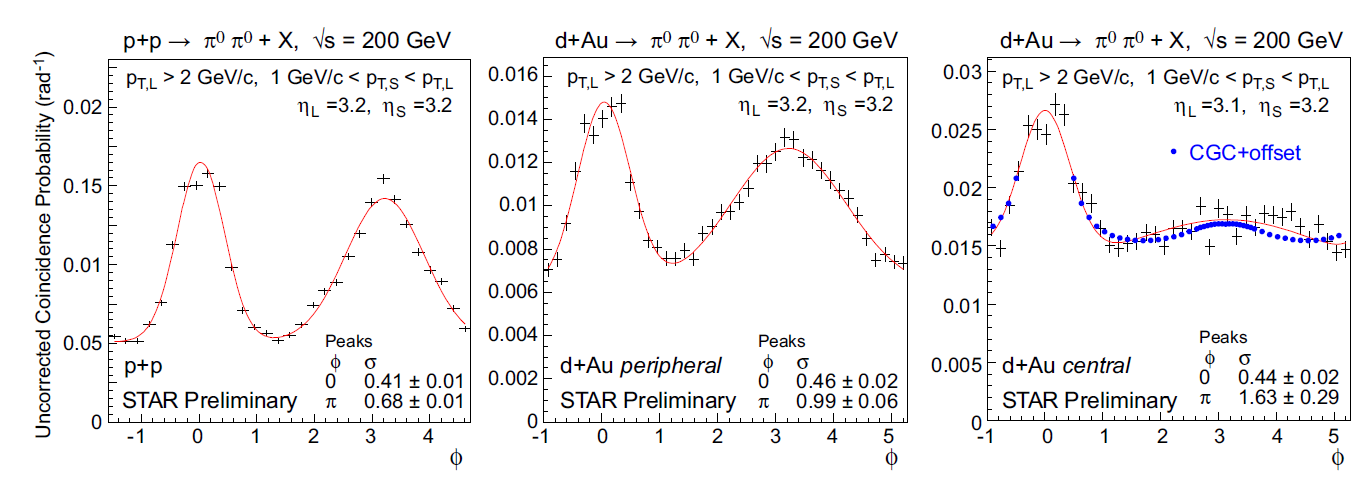 p+p → π⁰ π⁰ + X, √s = 200 GeV
Uncorrected Coincidence Probability (rad⁻¹)
p_T,L > 2 GeV/c, 1 GeV/c < p_T,S < p_T,L
η_L =3.2, η_S =3.2
0.02
0.15
0.01
0.05
0
Peaks
φ σ
0 0.41 ± 0.01
π 0.68 ± 0.01
p+p
STAR Preliminary
-1 0 1 2 3 4
φ
d+Au → π⁰ π⁰ + X, √s = 200 GeV
p_T,L > 2 GeV/c, 1 GeV/c < p_T,S < p_T,L
η_L =3.2, η_S =3.2
0.016
0.014
0.012
0.01
0.008
0.006
0.004
0.002
0
Peaks
φ σ
0 0.46 ± 0.02
π 0.99 ± 0.06
d+Au peripheral
STAR Preliminary
-1 0 1 2 3 4 5
φ
d+Au → π⁰ π⁰ + X, √s = 200 GeV
p_T,L > 2 GeV/c, 1 GeV/c < p_T,S < p_T,L
η_L =3.1, η_S =3.2
CGC+offset
0.03
0.025
0.02
0.015
0.01
0.005
0
Peaks
φ σ
0 0.44 ± 0.02
π 1.63 ± 0.29
d+Au central
STAR Preliminary
-1 0 1 2 3 4 5
φ